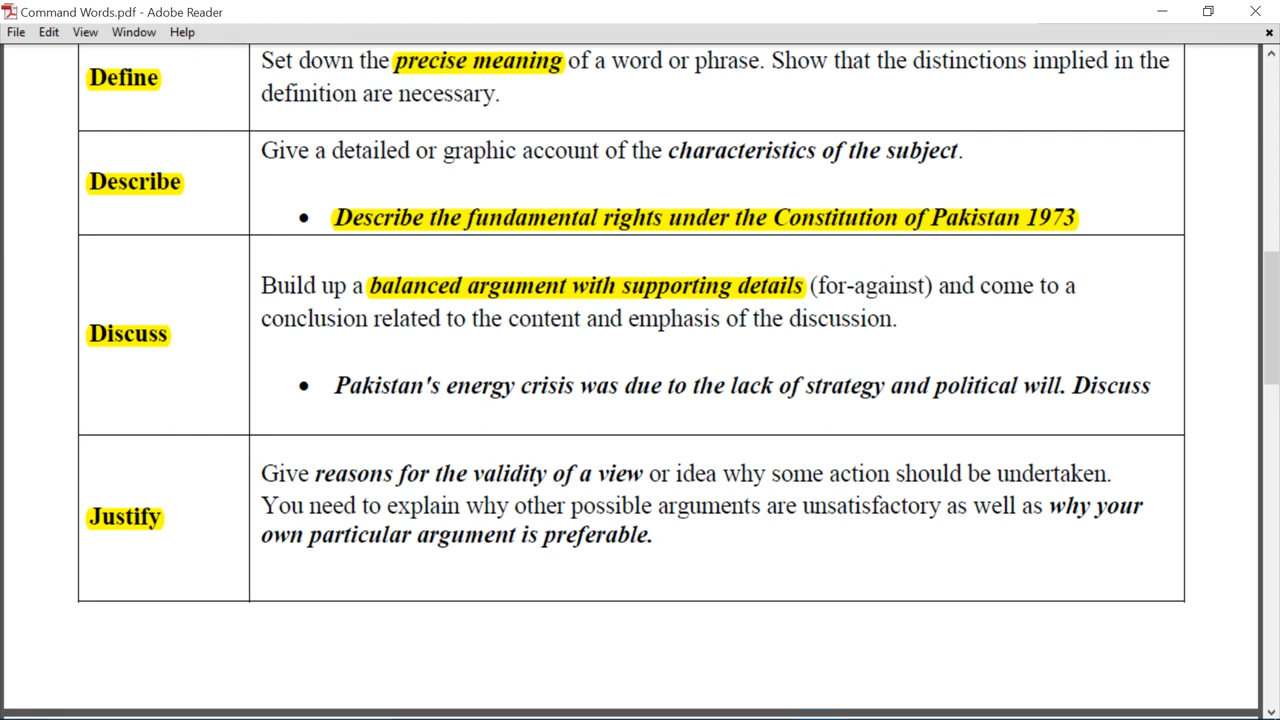 Command Words.pdf - Adobe Reader
File Edit View Window Help
Define
Set down the precise meaning of a word or phrase. Show that the distinctions implied in the
definition are necessary.
Describe
Give a detailed or graphic account of the characteristics of the subject.
• Describe the fundamental rights under the Constitution of Pakistan 1973
Discuss
Build up a balanced argument with supporting details (for-against) and come to a
conclusion related to the content and emphasis of the discussion.
• Pakistan's energy crisis was due to the lack of strategy and political will. Discuss
Justify
Give reasons for the validity of a view or idea why some action should be undertaken.
You need to explain why other possible arguments are unsatisfactory as well as why your
own particular argument is preferable.